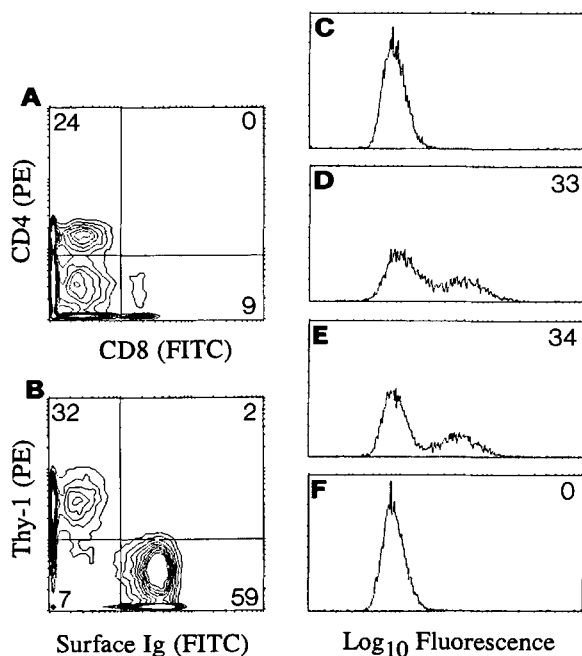 A
24
0
9
CD4 (PE)
CD8 (FITC)
B
32
2
7
59
Thy-1 (PE)
Surface Ig (FITC)
C
D
33
E
34
F
0
Log10 Fluorescence